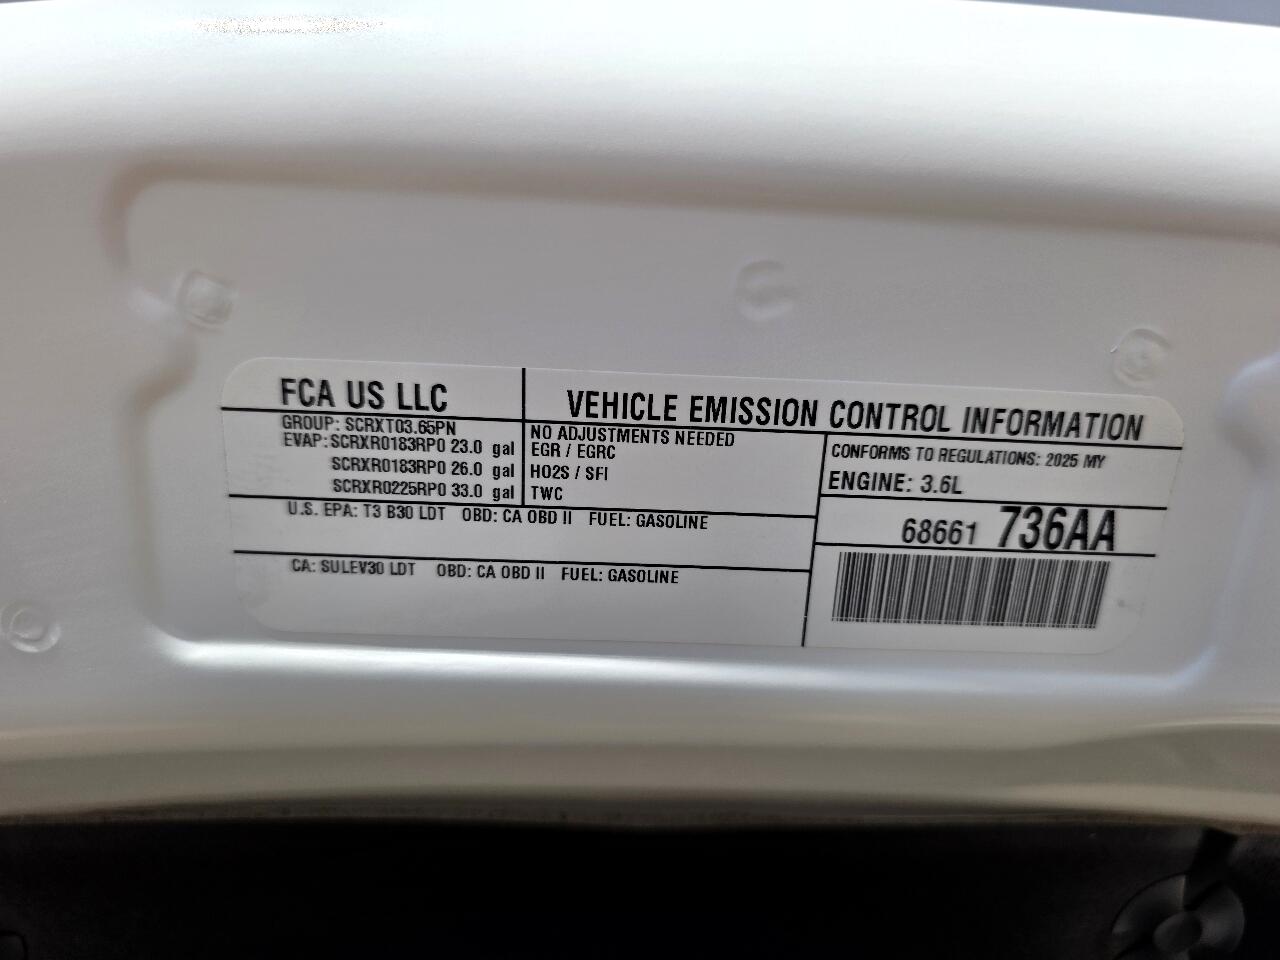 FCA US LLC
VEHICLE EMISSION CONTROL INFORMATION
GROUP: SCRXT03.65PN
EVAP: SCRXR0183RP0 23.0 gal
SCRXR0183RP0 26.0 gal
SCRXR0225RP0 33.0 gal
NO ADJUSTMENTS NEEDED
EGR / EGRC
HO2S / SFI
TWC
CONFORMS TO REGULATIONS: 2025 MY
ENGINE: 3.6L
U.S. EPA: T3 B30 LDT OBD: CA OBD II FUEL: GASOLINE
68661 736AA
CA: SULEV30 LDT OBD: CA OBD II FUEL: GASOLINE